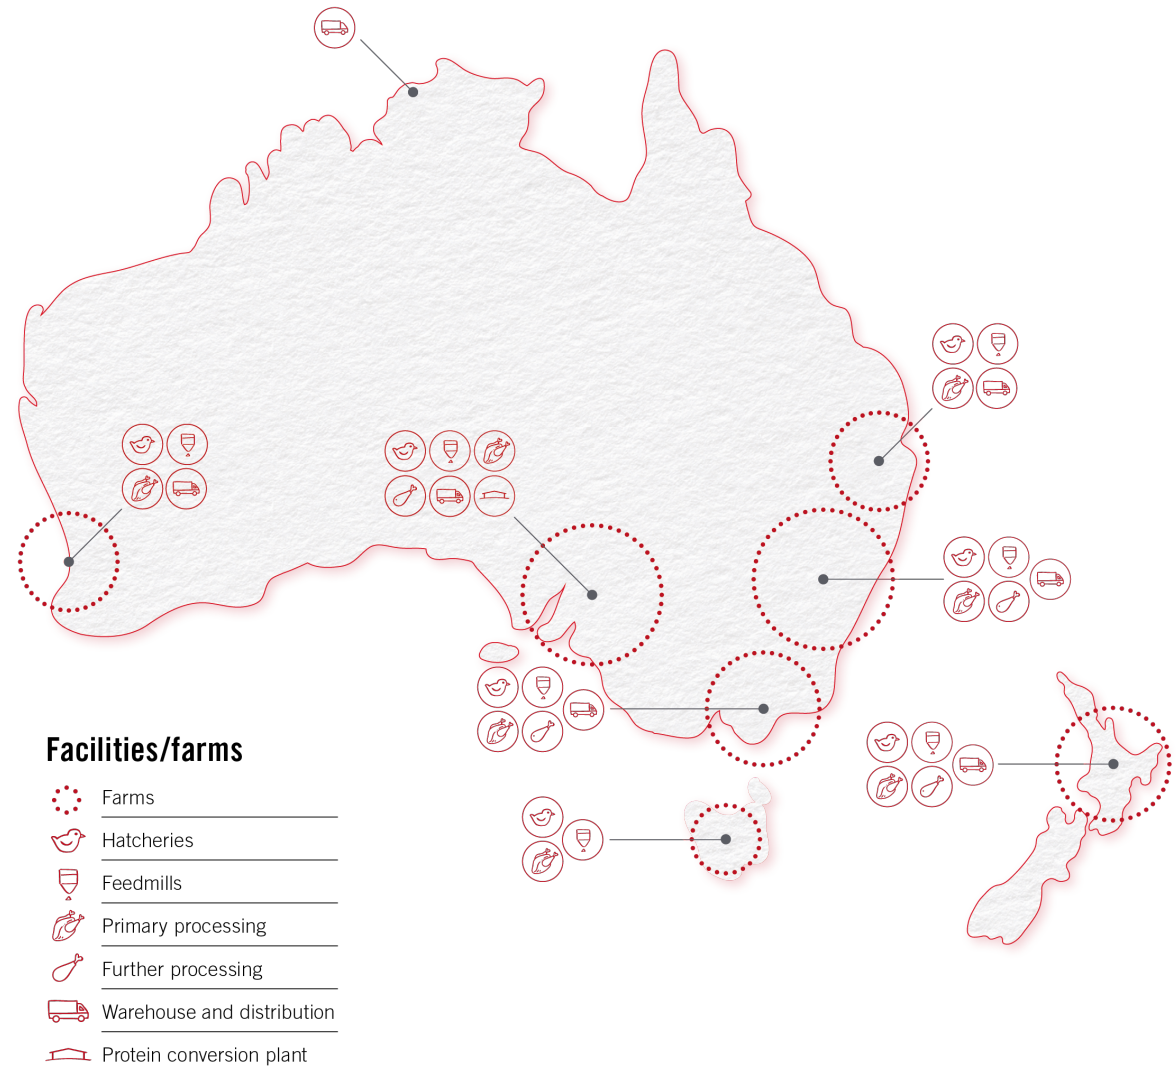 Facilities/farms
Farms
Hatcheries
Feedmills
Primary processing
Further processing
Warehouse and distribution
Protein conversion plant